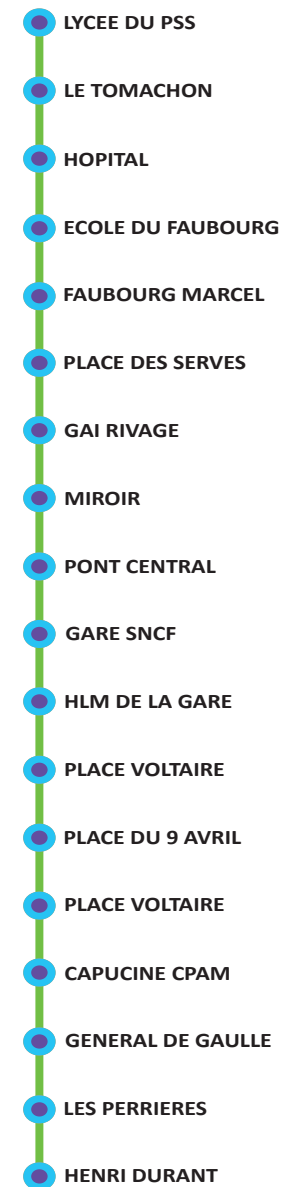 LYCEE DU PSS
LE TOMACHON
HOPITAL
ECOLE DU FAUBOURG
FAUBOURG MARCEL
PLACE DES SERVES
GAI RIVAGE
MIROIR
PONT CENTRAL
GARE SNCF
HLM DE LA GARE
PLACE VOLTAIRE
PLACE DU 9 AVRIL
PLACE VOLTAIRE
CAPUCINE CPAM
GENERAL DE GAULLE
LES PERRIERES
HENRI DURANT